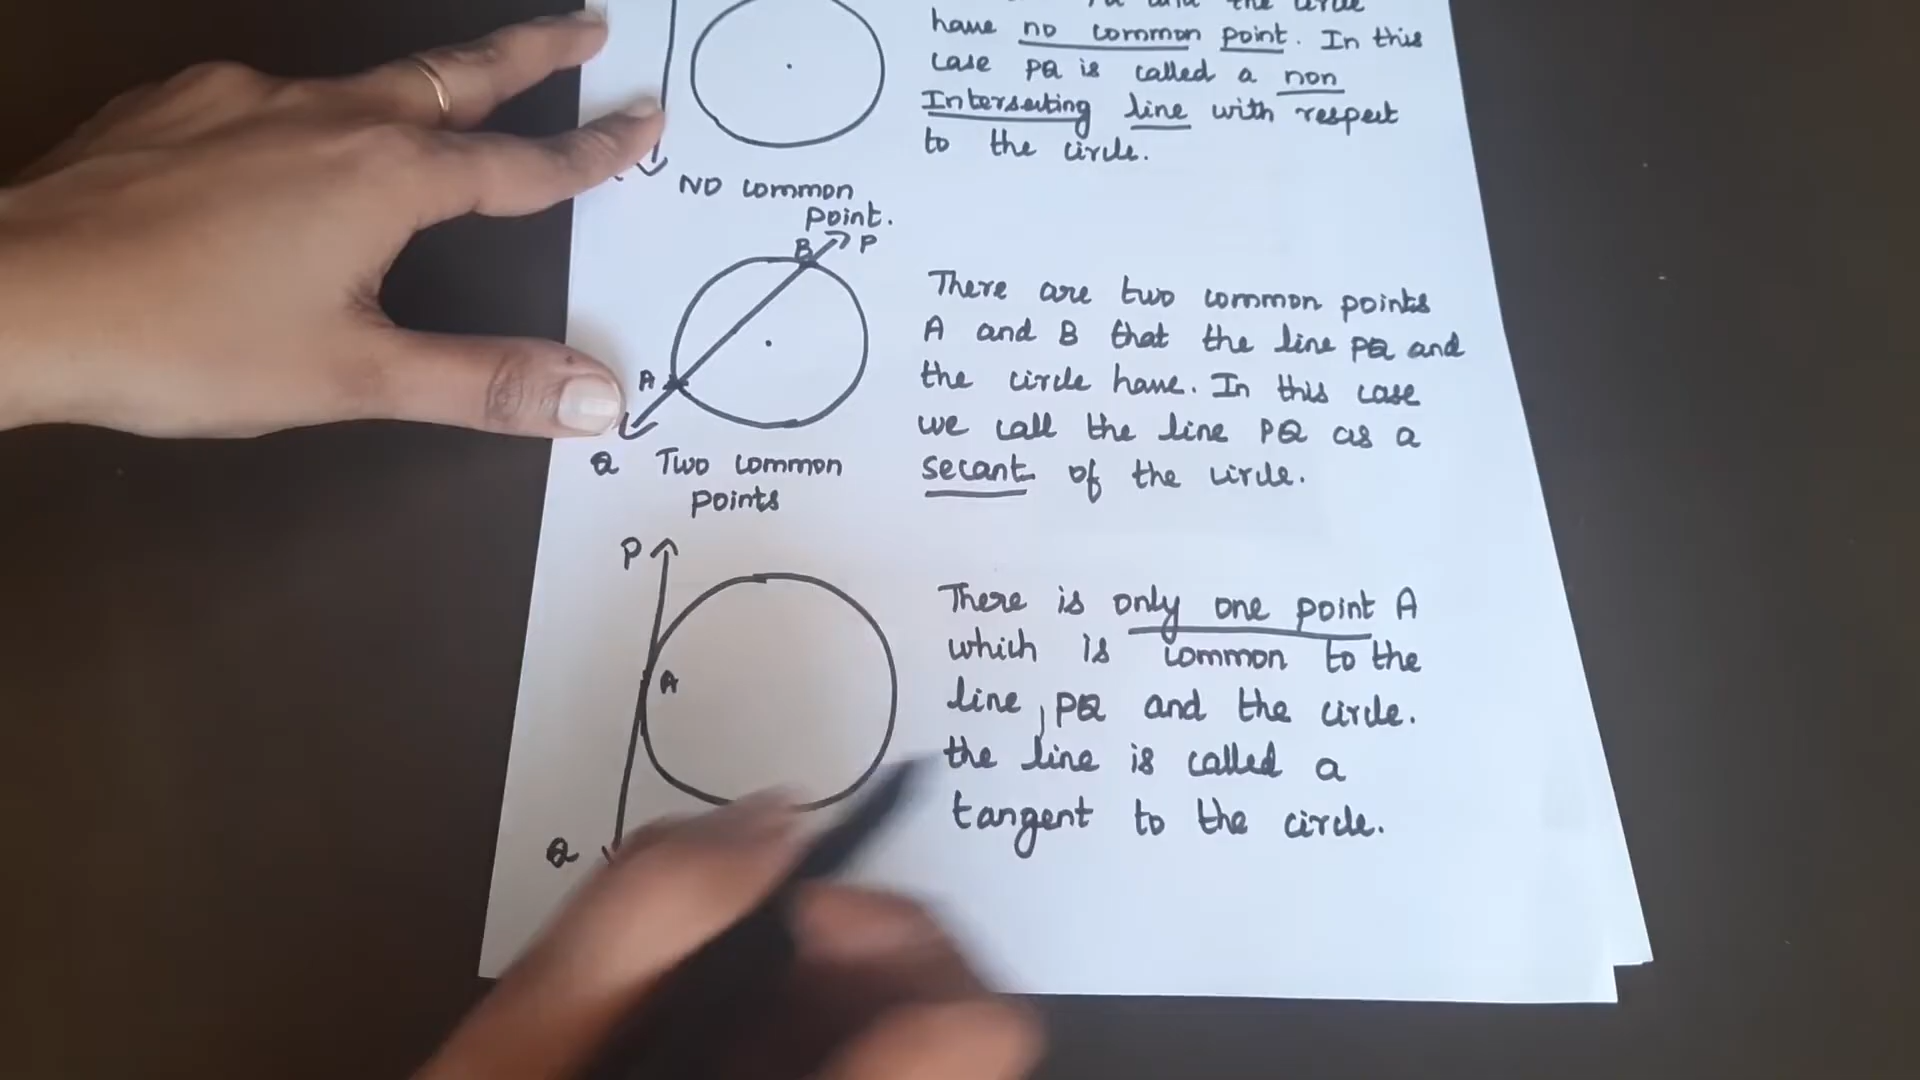 the circle
have no common point. In this
case PQ is called a non
Intersecting line with respect
to the circle.
NO common
point.
B
P
A
Q
Two common
points
There are two common points
A and B that the line PQ and
the circle have. In this case
we call the line PQ as a
secant of the circle.
P
A
Q
There is only one point A
which is common to the
line, PQ and the circle.
the line is called a
tangent to the circle.